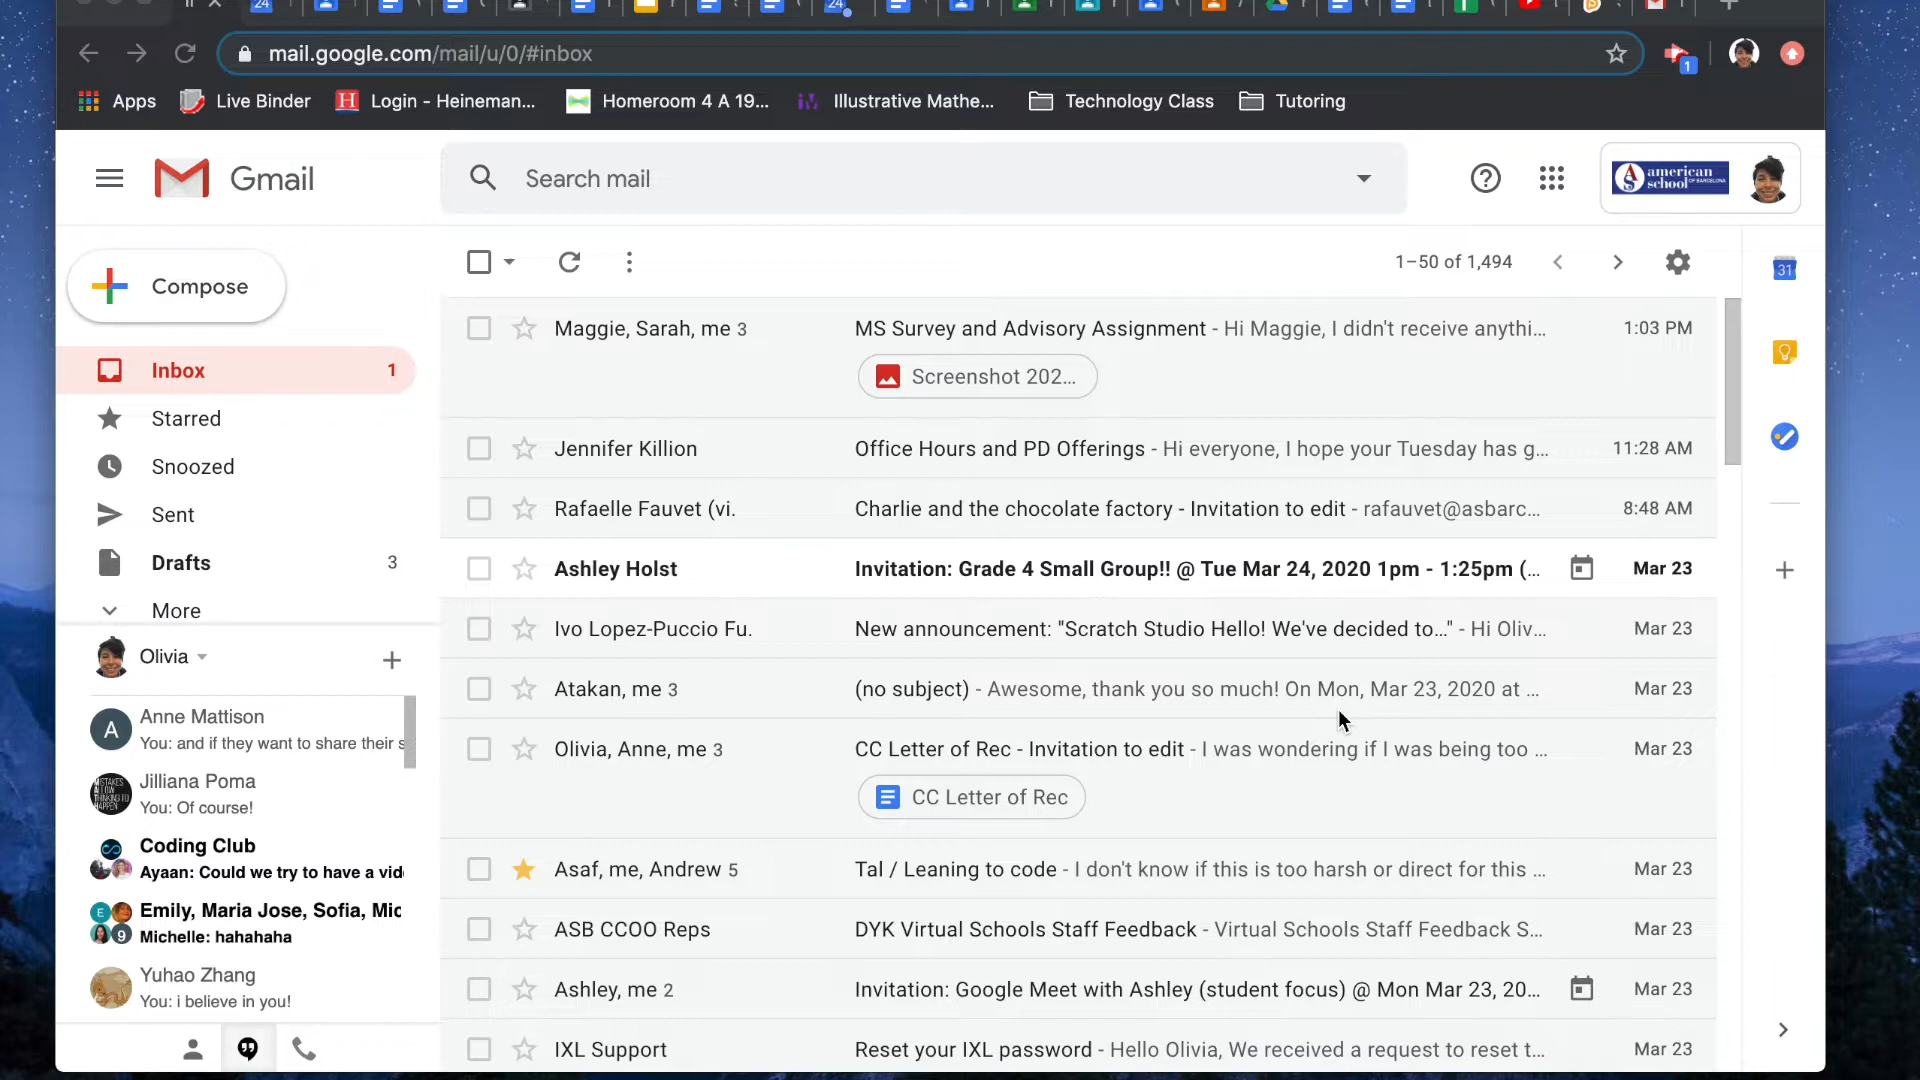 mail.google.com/mail/u/0/#inbox
1
Apps
Live Binder
Login - Heineman...
Homeroom 4 A 19...
Illustrative Mathe...
Technology Class
Tutoring
Gmail
Search mail
american
school OF BARCELONA
Compose
1–50 of 1,494
31
Inbox 1
Starred
Snoozed
Sent
Drafts 3
More
Maggie, Sarah, me 3 MS Survey and Advisory Assignment - Hi Maggie, I didn't receive anythi... 1:03 PM
Screenshot 202...
Jennifer Killion Office Hours and PD Offerings - Hi everyone, I hope your Tuesday has g... 11:28 AM
Rafaelle Fauvet (vi. Charlie and the chocolate factory - Invitation to edit - rafauvet@asbarc... 8:48 AM
Ashley Holst Invitation: Grade 4 Small Group!! @ Tue Mar 24, 2020 1pm - 1:25pm (... Mar 23
Ivo Lopez-Puccio Fu. New announcement: "Scratch Studio Hello! We've decided to..." - Hi Oliv... Mar 23
Atakan, me 3 (no subject) - Awesome, thank you so much! On Mon, Mar 23, 2020 at ... Mar 23
Olivia, Anne, me 3 CC Letter of Rec - Invitation to edit - I was wondering if I was being too ... Mar 23
CC Letter of Rec
Asaf, me, Andrew 5 Tal / Leaning to code - I don't know if this is too harsh or direct for this ... Mar 23
ASB CCOO Reps DYK Virtual Schools Staff Feedback - Virtual Schools Staff Feedback S... Mar 23
Ashley, me 2 Invitation: Google Meet with Ashley (student focus) @ Mon Mar 23, 20... Mar 23
IXL Support Reset your IXL password - Hello Olivia, We received a request to reset t... Mar 23
Olivia
A
Anne Mattison
You: and if they want to share their s
Jilliana Poma
You: Of course!
Coding Club
Ayaan: Could we try to have a vid
E
9
Emily, Maria Jose, Sofia, Mic
Michelle: hahahaha
Yuhao Zhang
You: i believe in you!